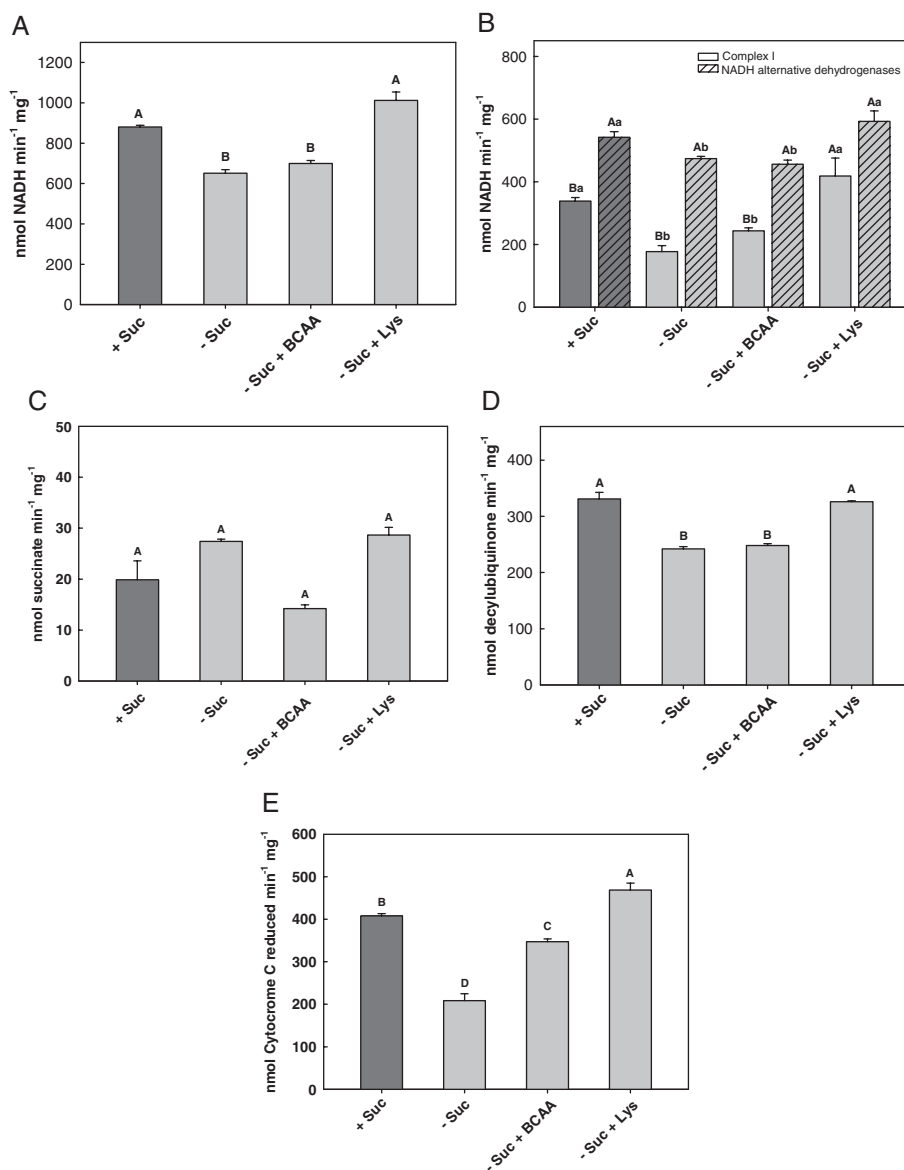 A
nmol NADH min-1 mg-1
1200
1000
800
600
400
200
0
A
B
B
A
+ Suc
- Suc
- Suc + BCAA
- Suc + Lys
B
nmol NADH min-1 mg-1
800
600
400
200
0
Complex I
NADH alternative dehydrogenases
Ba
Aa
Bb
Ab
Bb
Ab
Aa
Aa
+ Suc
- Suc
- Suc + BCAA
- Suc + Lys
C
nmol succinate min-1 mg-1
50
40
30
20
10
0
A
A
A
A
+ Suc
- Suc
- Suc + BCAA
- Suc + Lys
D
nmol decylubiquinone min-1 mg-1
400
300
200
100
0
A
B
B
A
+ Suc
- Suc
- Suc + BCAA
- Suc + Lys
E
nmol Cytocrome C reduced min-1 mg-1
600
500
400
300
200
100
0
B
D
C
A
+ Suc
- Suc
- Suc + BCAA
- Suc + Lys